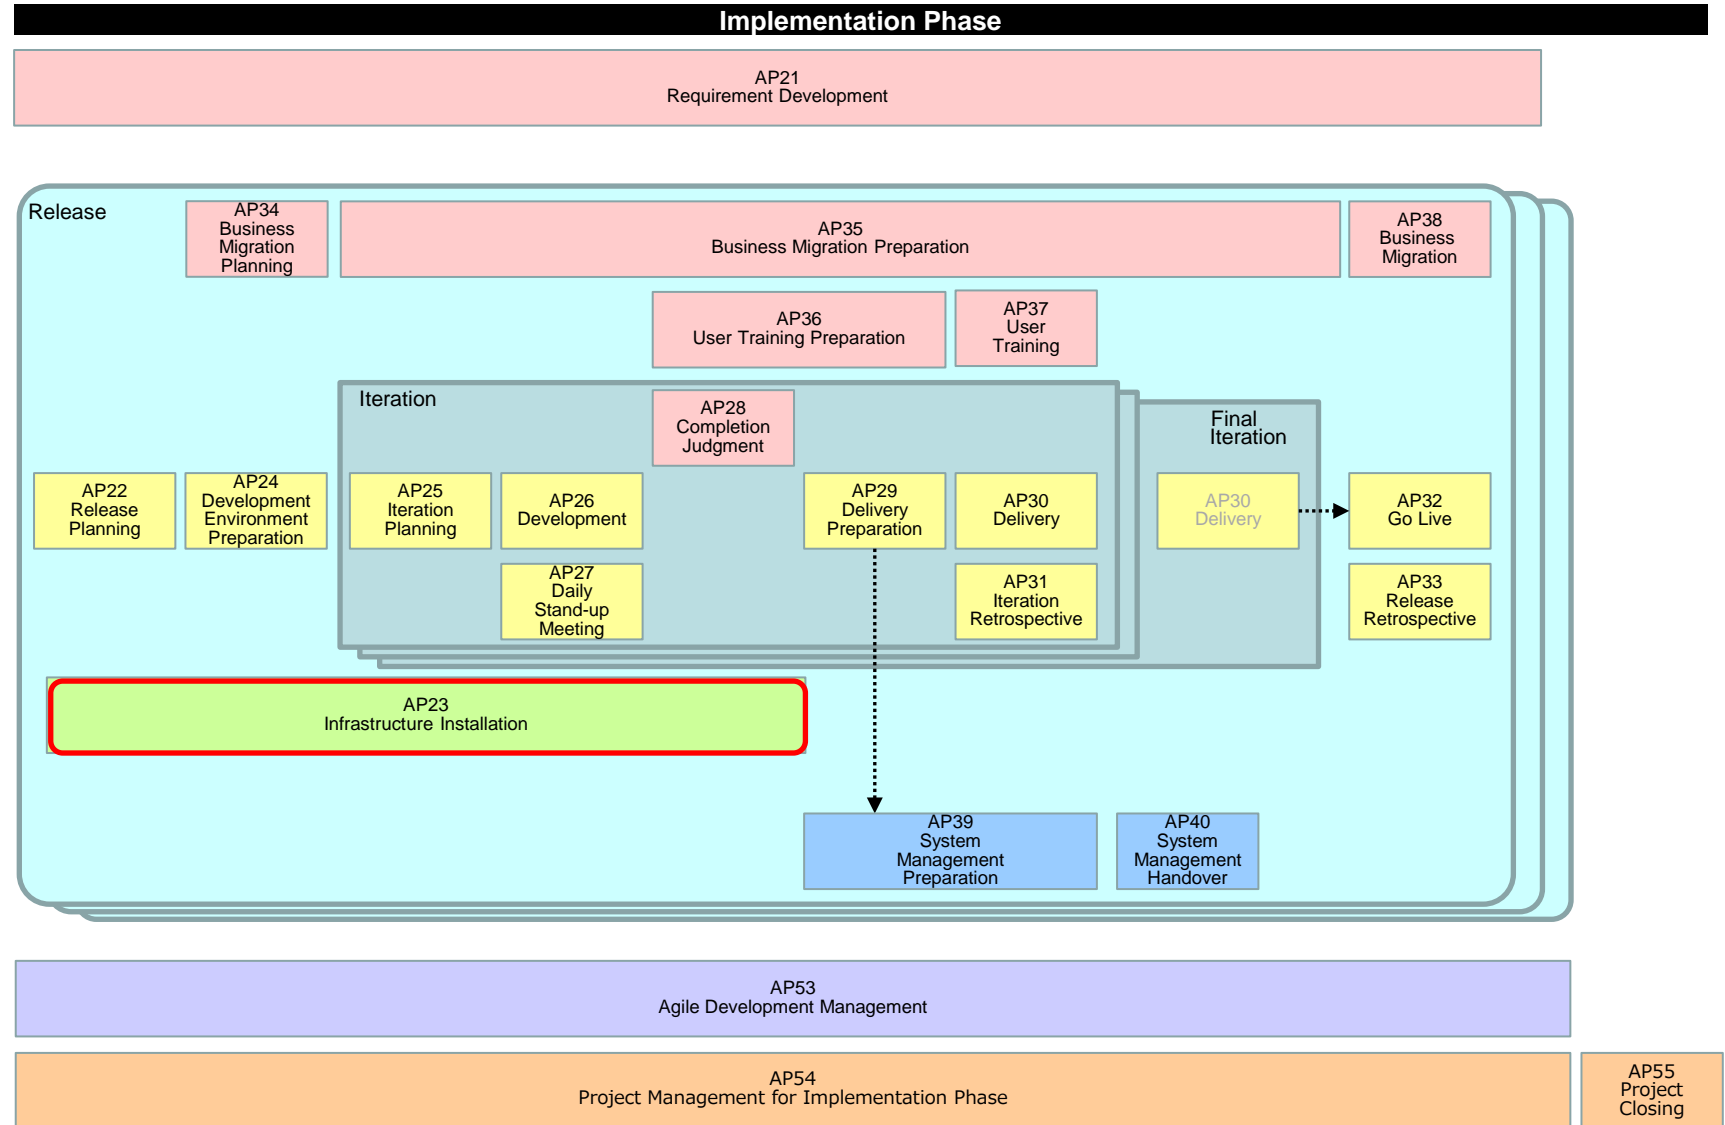 Implementation Phase
AP21
Requirement Development
Release
AP34
Business
Migration
Planning
AP35
Business Migration Preparation
AP38
Business
Migration
AP36
User Training Preparation
AP37
User
Training
Iteration
AP28
Completion
Judgment
Final
Iteration
AP22
Release
Planning
AP24
Development
Environment
Preparation
AP25
Iteration
Planning
AP26
Development
AP29
Delivery
Preparation
AP30
Delivery
AP30
Delivery
AP32
Go Live
AP27
Daily
Stand-up
Meeting
AP31
Iteration
Retrospective
AP33
Release
Retrospective
AP23
Infrastructure Installation
AP39
System
Management
Preparation
AP40
System
Management
Handover
AP53
Agile Development Management
AP54
Project Management for Implementation Phase
AP55
Project
Closing